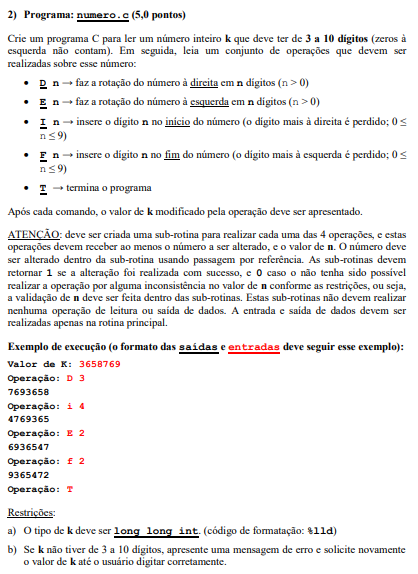 2) Programa: numero.c (5,0 pontos)
Crie um programa C para ler um número inteiro k que deve ter de 3 a 10 dígitos (zeros à
esquerda não contam). Em seguida, leia um conjunto de operações que devem ser
realizadas sobre esse número:
• D n → faz a rotação do número à direita em n dígitos (n > 0)
• E n → faz a rotação do número à esquerda em n dígitos (n > 0)
• I n → insere o dígito n no início do número (o dígito mais à direita é perdido; 0 ≤
n ≤ 9)
• F n → insere o dígito n no fim do número (o dígito mais à esquerda é perdido; 0 ≤
n ≤ 9)
• T → termina o programa
Após cada comando, o valor de k modificado pela operação deve ser apresentado.
ATENÇÃO: deve ser criada uma sub-rotina para realizar cada uma das 4 operações, e estas
operações devem receber ao menos o número a ser alterado, e o valor de n. O número deve
ser alterado dentro da sub-rotina usando passagem por referência. As sub-rotinas devem
retornar 1 se a alteração foi realizada com sucesso, e 0 caso o não tenha sido possível
realizar a operação por alguma inconsistência no valor de n conforme as restrições, ou seja,
a validação de n deve ser feita dentro das sub-rotinas. Estas sub-rotinas não devem realizar
nenhuma operação de leitura ou saída de dados. A entrada e saída de dados devem ser
realizadas apenas na rotina principal.
Exemplo de execução (o formato das saídas e entradas deve seguir esse exemplo):
Valor de K: 3658769
Operação: D 3
7693658
Operação: i 4
4769365
Operação: E 2
6936547
Operação: f 2
9365472
Operação: T
Restrições:
a) O tipo de k deve ser long long int. (código de formatação: %lld)
b) Se k não tiver de 3 a 10 dígitos, apresente uma mensagem de erro e solicite novamente
o valor de k até o usuário digitar corretamente.